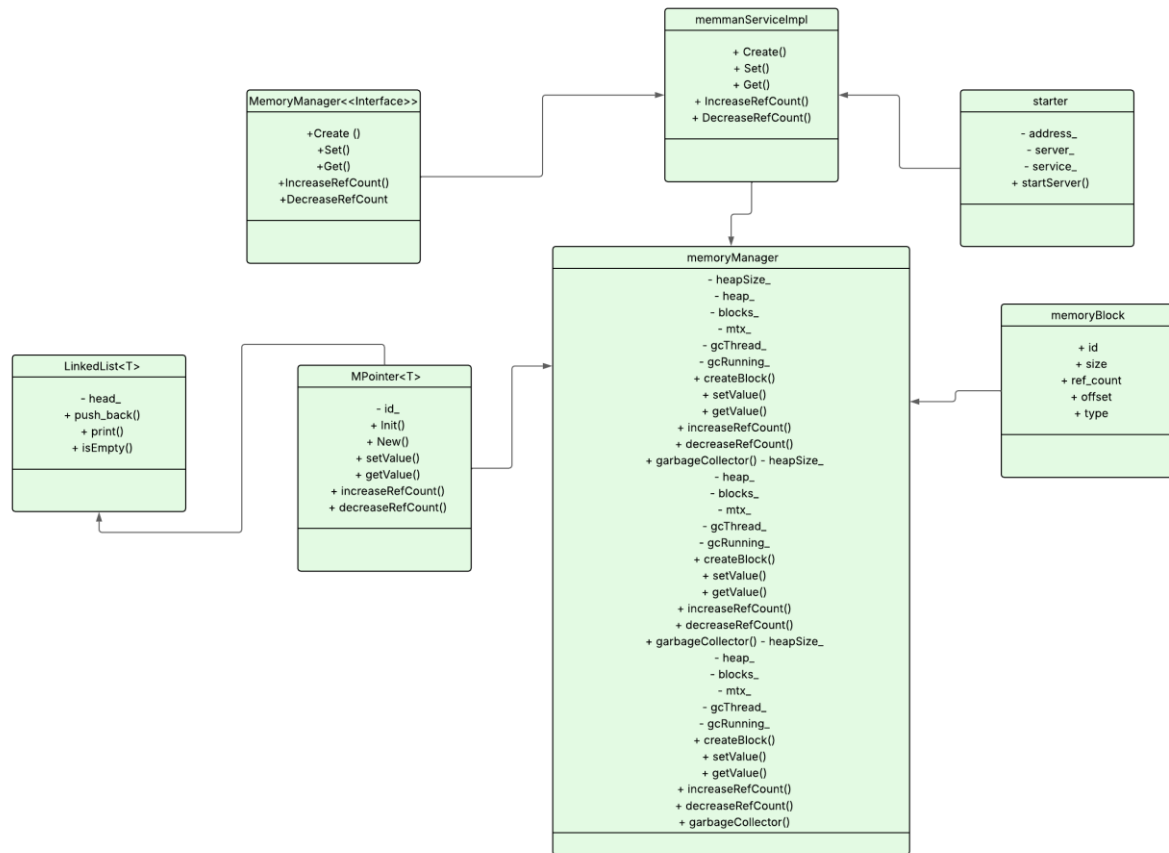 memmanServiceImpl
+ Create()
+ Set()
+ Get()
+ IncreaseRefCount()
+ DecreaseRefCount()
MemoryManager<<Interface>>
+Create ()
+Set()
+Get()
+IncreaseRefCount()
+DecreaseRefCount
starter
- address_
- server_
- service_
+ startServer()
memoryManager
- heapSize_
- heap_
- blocks_
- mtx_
- gcThread_
- gcRunning_
+ createBlock()
+ setValue()
+ getValue()
+ increaseRefCount()
+ decreaseRefCount()
+ garbageCollector() - heapSize_
- heap_
- blocks_
- mtx_
- gcThread_
- gcRunning_
+ createBlock()
+ setValue()
+ getValue()
+ increaseRefCount()
+ decreaseRefCount()
+ garbageCollector() - heapSize_
- heap_
- blocks_
- mtx_
- gcThread_
- gcRunning_
+ createBlock()
+ setValue()
+ getValue()
+ increaseRefCount()
+ decreaseRefCount()
+ garbageCollector()
memoryBlock
+ id
+ size
+ ref_count
+ offset
+ type
LinkedList<T>
- head_
+ push_back()
+ print()
+ isEmpty()
MPointer<T>
- id_
+ Init()
+ New()
+ setValue()
+ getValue()
+ increaseRefCount()
+ decreaseRefCount()